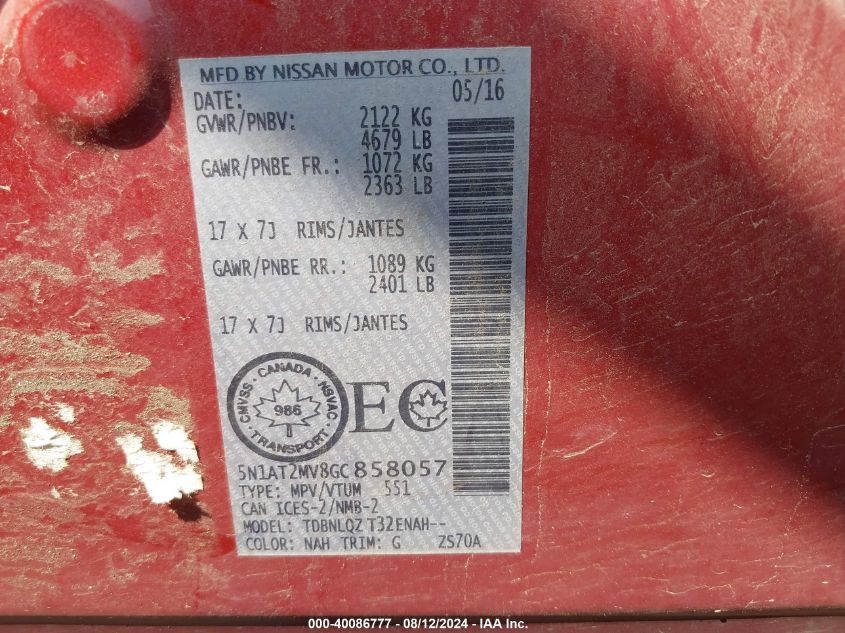 MFD BY NISSAN MOTOR CO., LTD.
DATE: 05/16
GVWR/PNBV: 2122 KG
4679 LB
GAWR/PNBE FR.: 1072 KG
2363 LB
17 X 7J RIMS/JANTES
GAWR/PNBE RR.: 1089 KG
2401 LB
17 X 7J RIMS/JANTES
CMVSS · CANADA · NSVAC · TRANSPORT ·
986
EC
5N1AT2MV8GC858057
TYPE: MPV/VTUM 551
CAN ICES-2/NMB-2
MODEL: TDBNLQZ T32ENAH--
COLOR: NAH TRIM: G ZS70A
100-40086777 - 08/12/2024 - IAA Inc.